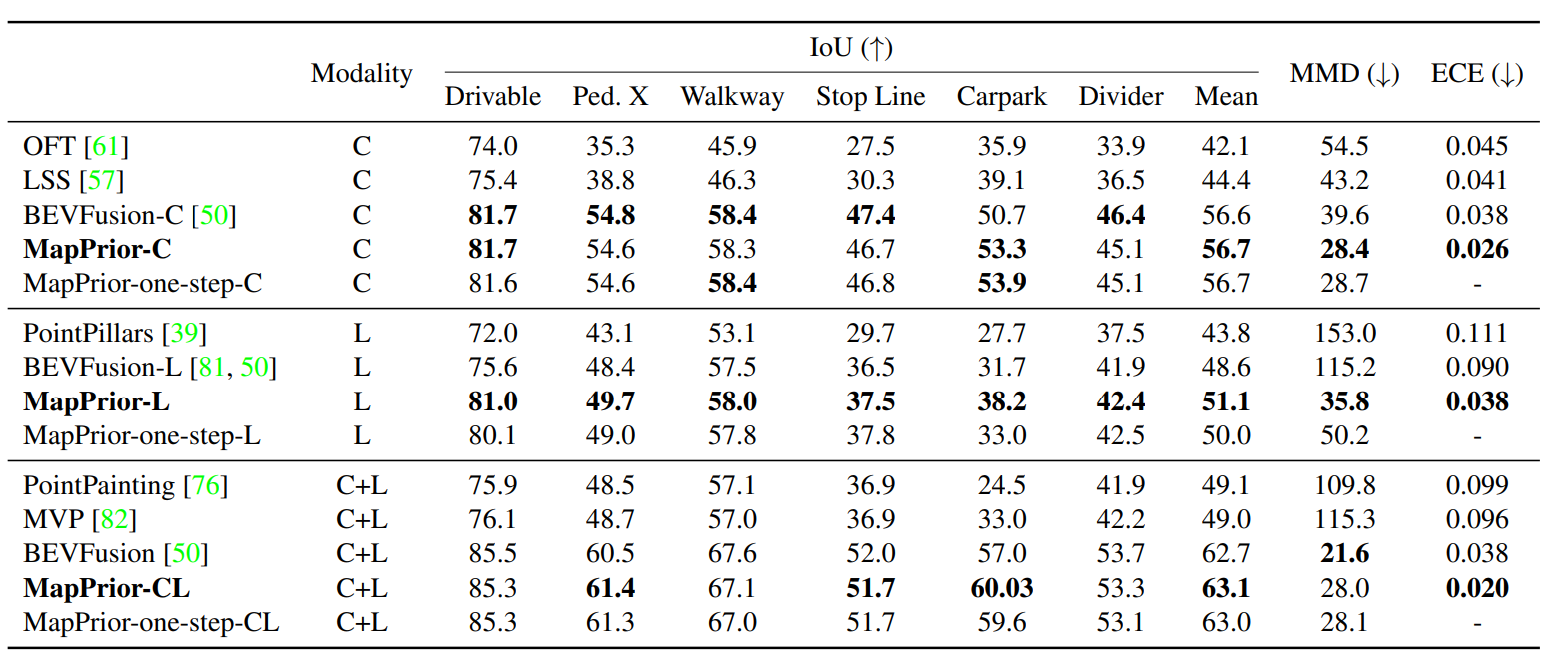 IoU (↑)
Modality MMD (↓) ECE (↓)
Drivable Ped. X Walkway Stop Line Carpark Divider Mean
OFT [61] C 74.0 35.3 45.9 27.5 35.9 33.9 42.1 54.5 0.045
LSS [57] C 75.4 38.8 46.3 30.3 39.1 36.5 44.4 43.2 0.041
BEVFusion-C [50] C 81.7 54.8 58.4 47.4 50.7 46.4 56.6 39.6 0.038
MapPrior-C C 81.7 54.6 58.3 46.7 53.3 45.1 56.7 28.4 0.026
MapPrior-one-step-C C 81.6 54.6 58.4 46.8 53.9 45.1 56.7 28.7 -
PointPillars [39] L 72.0 43.1 53.1 29.7 27.7 37.5 43.8 153.0 0.111
BEVFusion-L [81, 50] L 75.6 48.4 57.5 36.5 31.7 41.9 48.6 115.2 0.090
MapPrior-L L 81.0 49.7 58.0 37.5 38.2 42.4 51.1 35.8 0.038
MapPrior-one-step-L L 80.1 49.0 57.8 37.8 33.0 42.5 50.0 50.2 -
PointPainting [76] C+L 75.9 48.5 57.1 36.9 24.5 41.9 49.1 109.8 0.099
MVP [82] C+L 76.1 48.7 57.0 36.9 33.0 42.2 49.0 115.3 0.096
BEVFusion [50] C+L 85.5 60.5 67.6 52.0 57.0 53.7 62.7 21.6 0.038
MapPrior-CL C+L 85.3 61.4 67.1 51.7 60.03 53.3 63.1 28.0 0.020
MapPrior-one-step-CL C+L 85.3 61.3 67.0 51.7 59.6 53.1 63.0 28.1 -